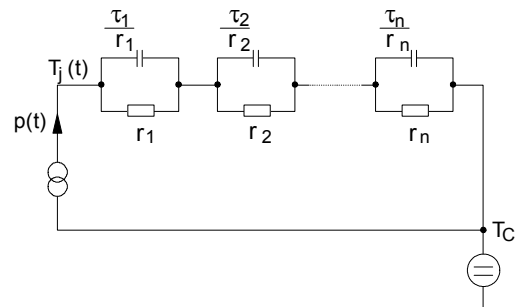 τ1 τ2 τn
r1 r2 rn
Tj(t)
r1 r2 rn
p(t)
TC